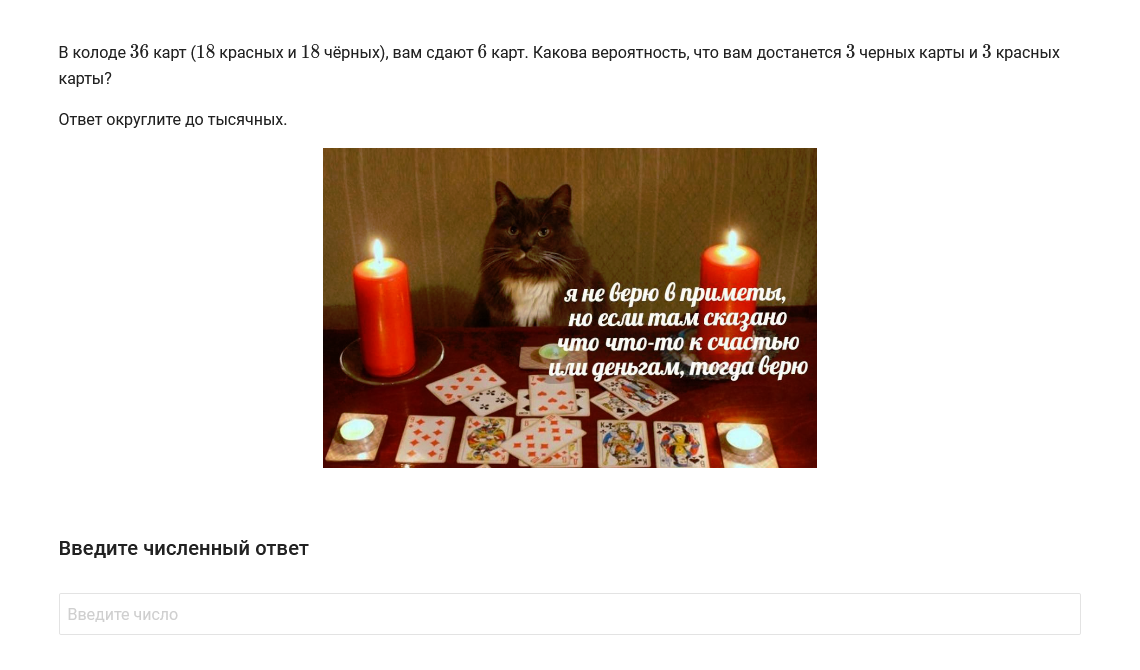 В колоде 36 карт (18 красных и 18 чёрных), вам сдают 6 карт. Какова вероятность, что вам достанется 3 черных карты и 3 красных
карты?
Ответ округлите до тысячных.
я не верю в приметы,
но если там сказано
что что-то к счастью
или деньгам, тогда верю
Введите численный ответ
Введите число